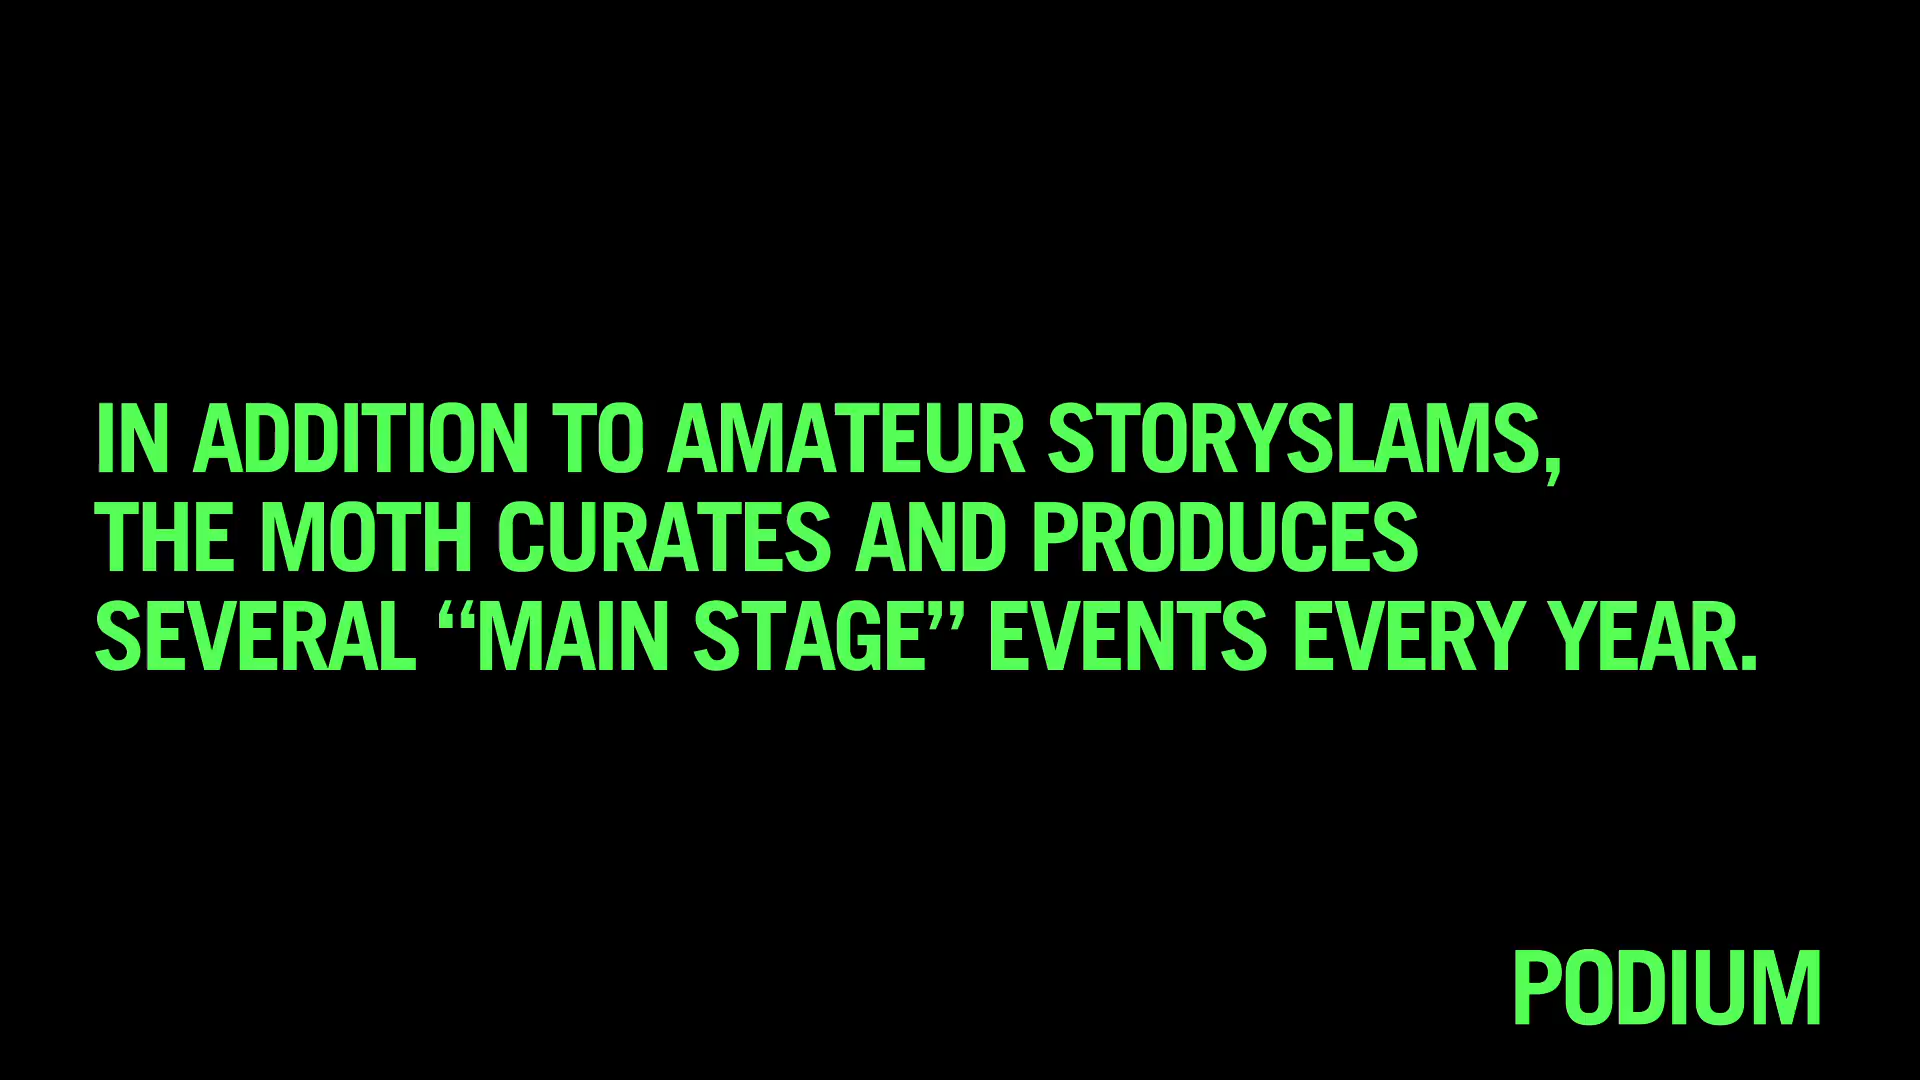 IN ADDITION TO AMATEUR STORYSLAMS,
THE MOTH CURATES AND PRODUCES
SEVERAL “MAIN STAGE” EVENTS EVERY YEAR.
PODIUM